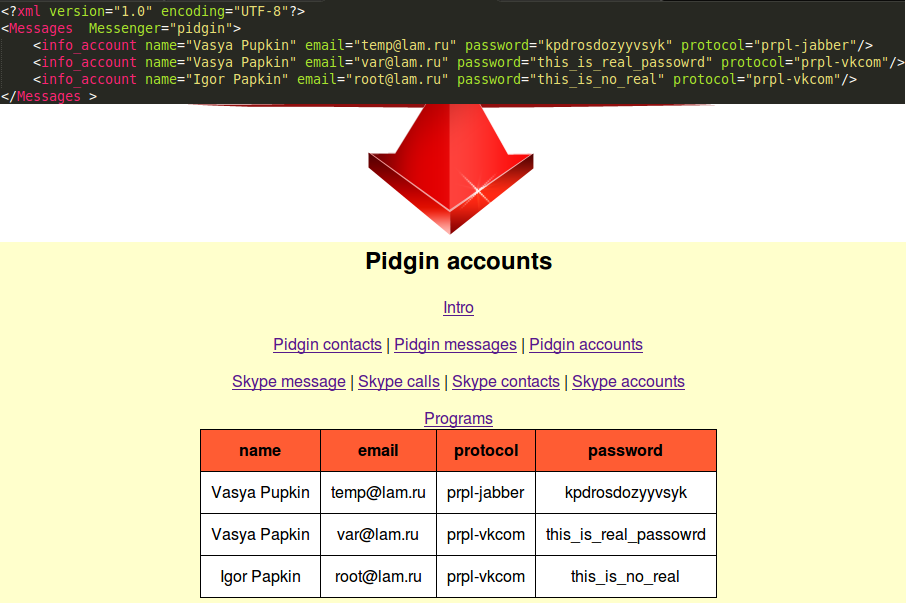 <?xml version="1.0" encoding="UTF-8"?>
<Messages  Messenger="pidgin">
    <info_account name="Vasya Pupkin" email="temp@lam.ru" password="kpdrosdozyyvsyk" protocol="prpl-jabber"/>
    <info_account name="Vasya Papkin" email="var@lam.ru" password="this_is_real_passowrd" protocol="prpl-vkcom"/>
    <info_account name="Igor Papkin" email="root@lam.ru" password="this_is_no_real" protocol="prpl-vkcom"/>
</Messages >
Pidgin accounts
Intro
Pidgin contacts | Pidgin messages | Pidgin accounts
Skype message | Skype calls | Skype contacts | Skype accounts
Programs
name email protocol password
Vasya Pupkin temp@lam.ru prpl-jabber kpdrosdozyyvsyk
Vasya Papkin var@lam.ru prpl-vkcom this_is_real_passowrd
Igor Papkin root@lam.ru prpl-vkcom this_is_no_real